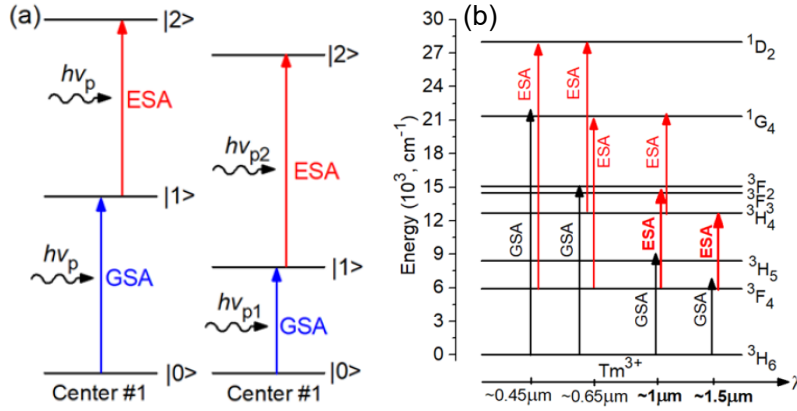 (a)
|2>
hνp
ESA
|1>
hνp
GSA
|0>
Center #1
|2>
hνp2
ESA
|1>
hνp1
GSA
|0>
Center #1
(b)
Energy (10³, cm⁻¹)
30
27
24
21
18
15
12
9
6
3
0
¹D₂
¹G₄
³F₂
³F₃
³H₄
³H₅
³F₄
³H₆
GSA
ESA
GSA
ESA
ESA
GSA
ESA
ESA
GSA
ESA
Tm³⁺
λ
~0.45μm
~0.65μm
~1μm
~1.5μm